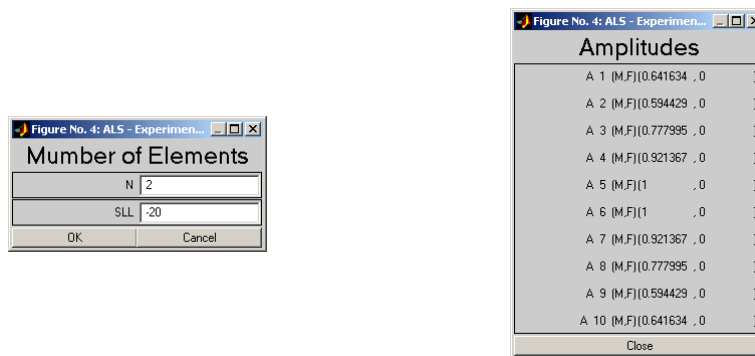 Figure No. 4: ALS - Experimen...
Mumber of Elements
N 2
SLL -20
OK Cancel
Figure No. 4: ALS - Experimen...
Amplitudes
A 1 (M,F)(0.641634 , 0 )
A 2 (M,F)(0.594429 , 0 )
A 3 (M,F)(0.777995 , 0 )
A 4 (M,F)(0.921367 , 0 )
A 5 (M,F)(1 , 0 )
A 6 (M,F)(1 , 0 )
A 7 (M,F)(0.921367 , 0 )
A 8 (M,F)(0.777995 , 0 )
A 9 (M,F)(0.594429 , 0 )
A 10 (M,F)(0.641634 , 0 )
Close